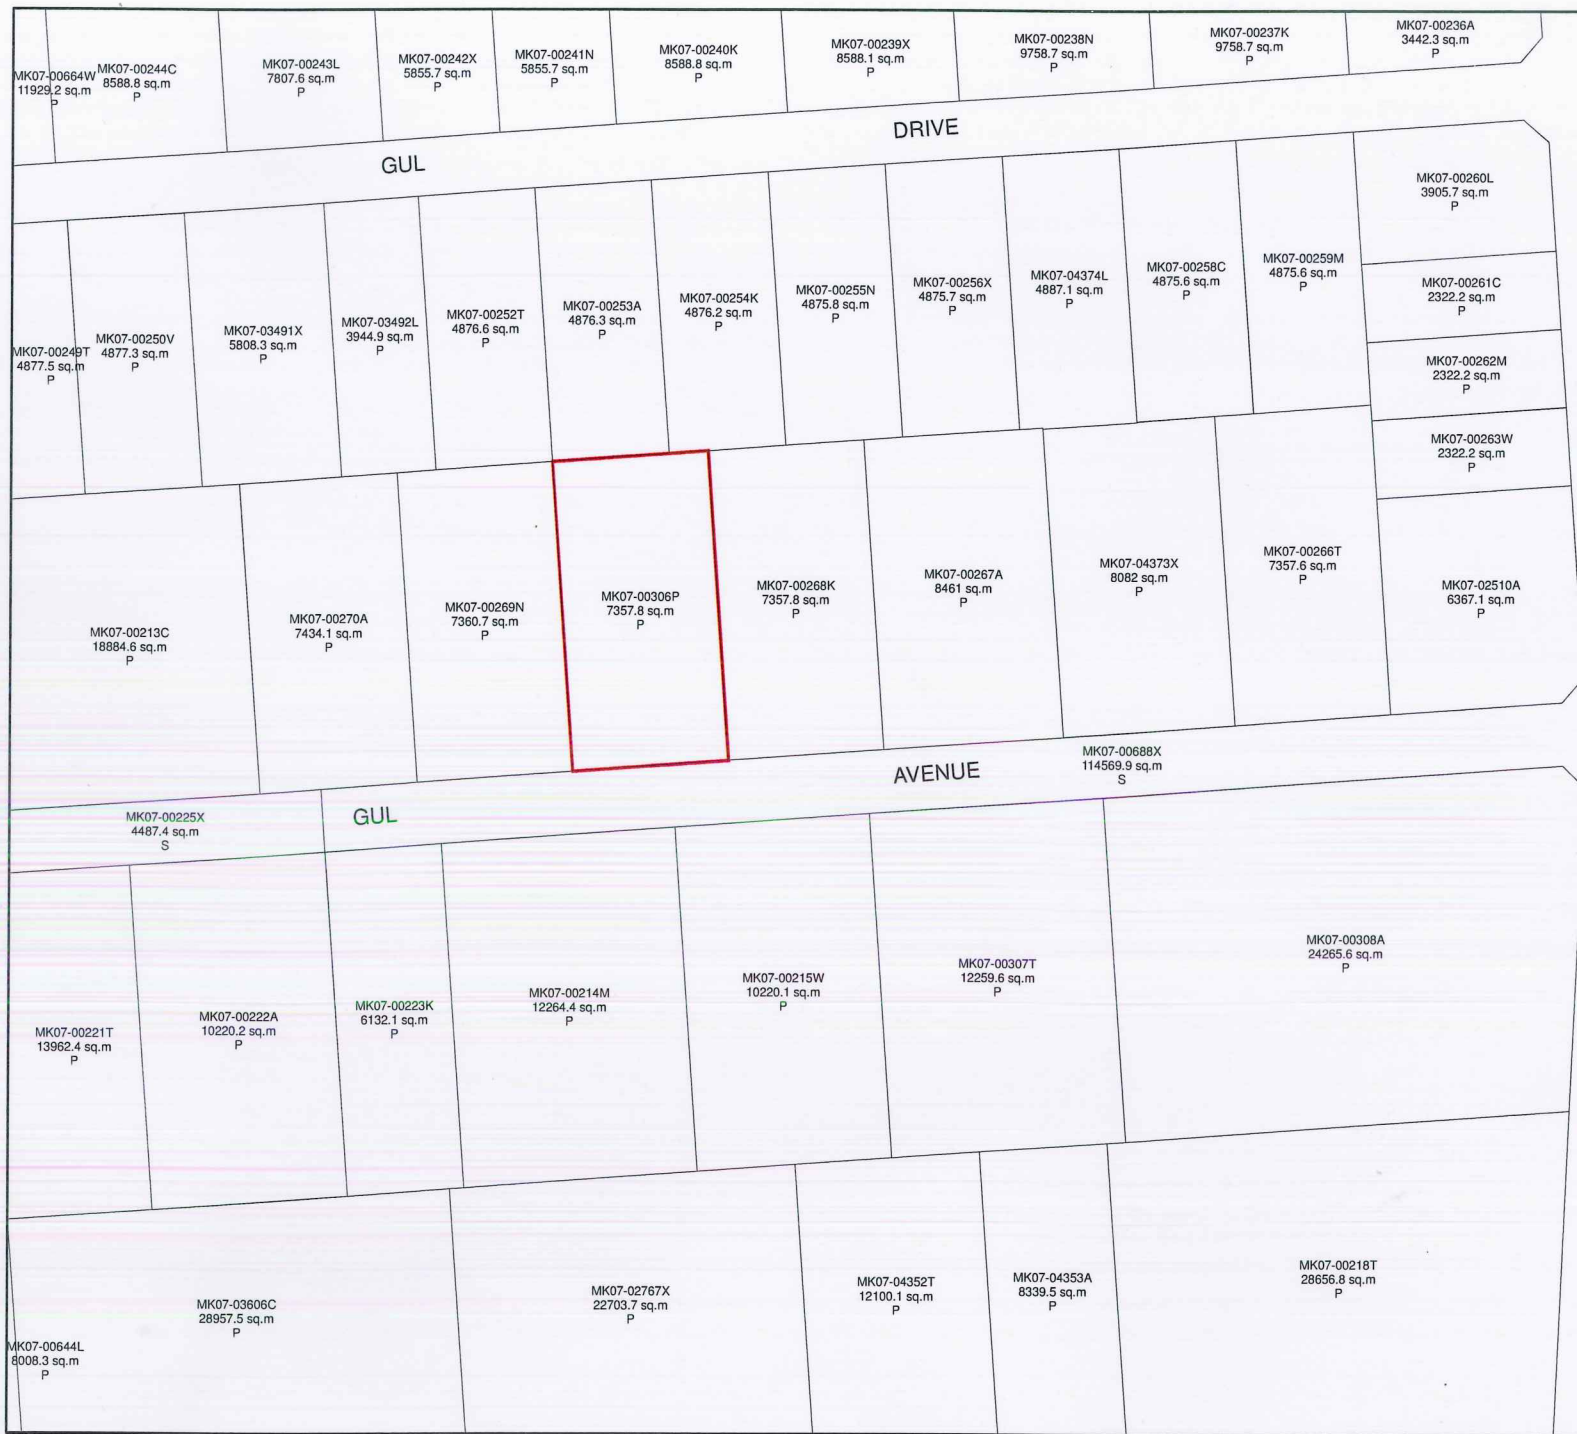 MK07-00664W
11929.2 sq.m
P
MK07-00244C
8588.8 sq.m
P
MK07-00243L
7807.6 sq.m
P
MK07-00242X
5855.7 sq.m
P
MK07-00241N
5855.7 sq.m
P
MK07-00240K
8588.8 sq.m
P
MK07-00239X
8588.1 sq.m
P
MK07-00238N
9758.7 sq.m
P
MK07-00237K
9758.7 sq.m
P
MK07-00236A
3442.3 sq.m
P
GUL DRIVE
MK07-00249T
4877.5 sq.m
P
MK07-00250V
4877.3 sq.m
P
MK07-03491X
5808.3 sq.m
P
MK07-03492L
3944.9 sq.m
P
MK07-00252T
4876.6 sq.m
P
MK07-00253A
4876.3 sq.m
P
MK07-00254K
4876.2 sq.m
P
MK07-00255N
4875.8 sq.m
P
MK07-00256X
4875.7 sq.m
P
MK07-04374L
4887.1 sq.m
P
MK07-00258C
4875.6 sq.m
P
MK07-00259M
4875.6 sq.m
P
MK07-00260L
3905.7 sq.m
P
MK07-00261C
2322.2 sq.m
P
MK07-00262M
2322.2 sq.m
P
MK07-00263W
2322.2 sq.m
P
MK07-00213C
18884.6 sq.m
P
MK07-00270A
7434.1 sq.m
P
MK07-00269N
7360.7 sq.m
P
MK07-00306P
7357.8 sq.m
P
MK07-00268K
7357.8 sq.m
P
MK07-00267A
8461 sq.m
P
MK07-04373X
8082 sq.m
P
MK07-00266T
7357.6 sq.m
P
MK07-02510A
6367.1 sq.m
P
MK07-00225X
4487.4 sq.m
S
GUL AVENUE
MK07-00688X
114569.9 sq.m
S
MK07-00221T
13962.4 sq.m
P
MK07-00222A
10220.2 sq.m
P
MK07-00223K
6132.1 sq.m
P
MK07-00214M
12264.4 sq.m
P
MK07-00215W
10220.1 sq.m
P
MK07-00307T
12259.6 sq.m
P
MK07-00308A
24265.6 sq.m
P
MK07-00644L
8008.3 sq.m
P
MK07-03606C
28957.5 sq.m
P
MK07-02767X
22703.7 sq.m
P
MK07-04352T
12100.1 sq.m
P
MK07-04353A
8339.5 sq.m
P
MK07-00218T
28656.8 sq.m
P